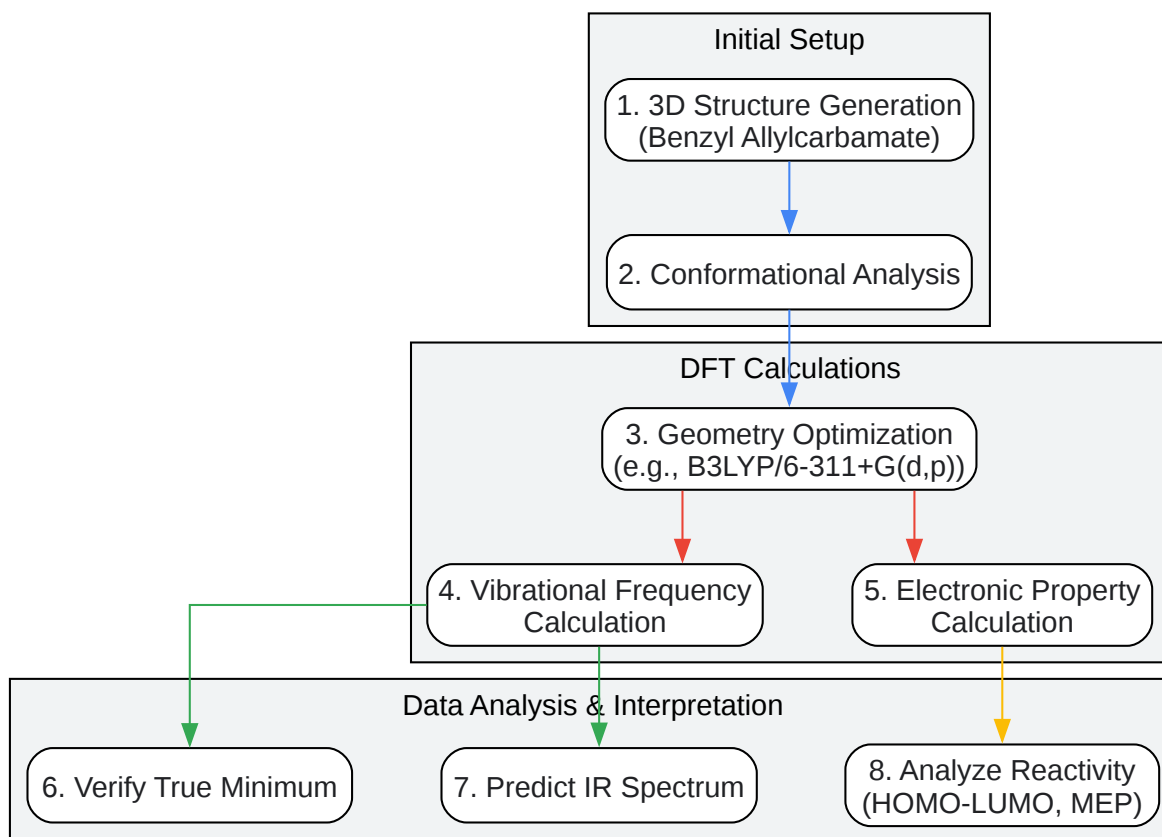 Initial Setup
1. 3D Structure Generation
(Benzyl Allylcarbamate)
2. Conformational Analysis
DFT Calculations
3. Geometry Optimization
(e.g., B3LYP/6-311+G(d,p))
4. Vibrational Frequency
Calculation
5. Electronic Property
Calculation
Data Analysis & Interpretation
6. Verify True Minimum
7. Predict IR Spectrum
8. Analyze Reactivity
(HOMO-LUMO, MEP)